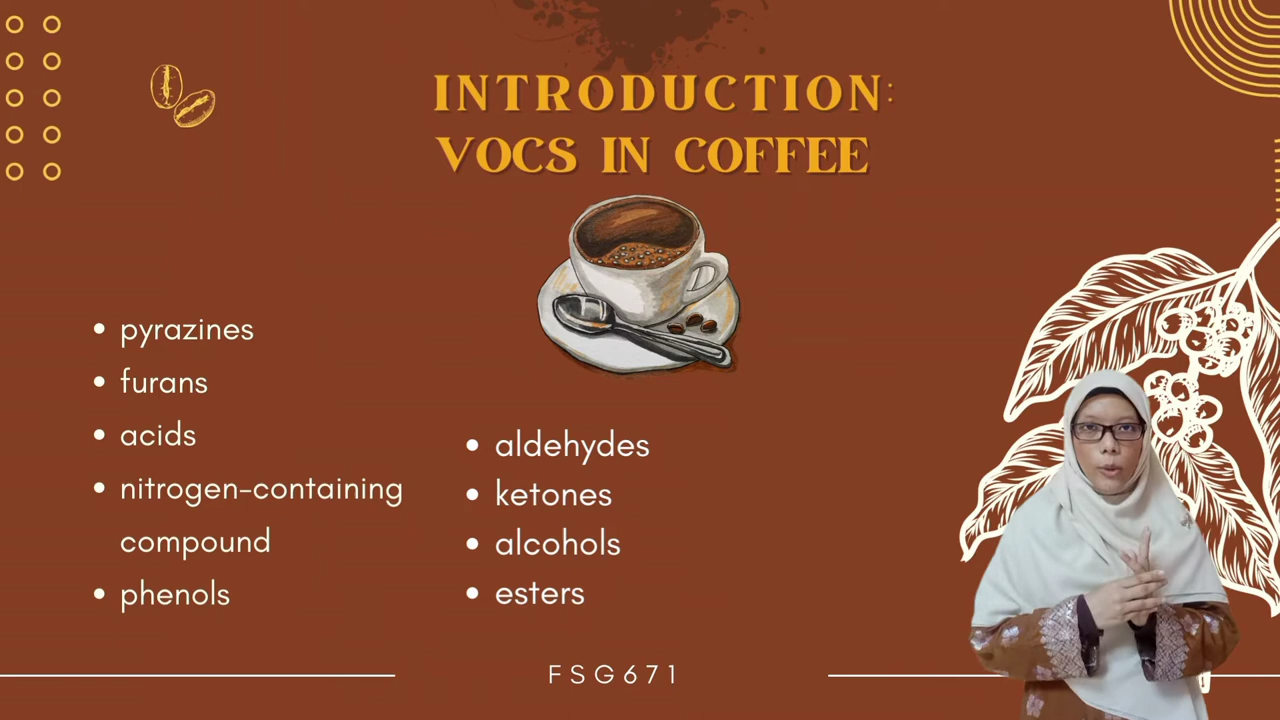 INTRODUCTION:
VOCS IN COFFEE
• pyrazines
• furans
• acids
• nitrogen-containing
compound
• phenols
• aldehydes
• ketones
• alcohols
• esters
FSG671